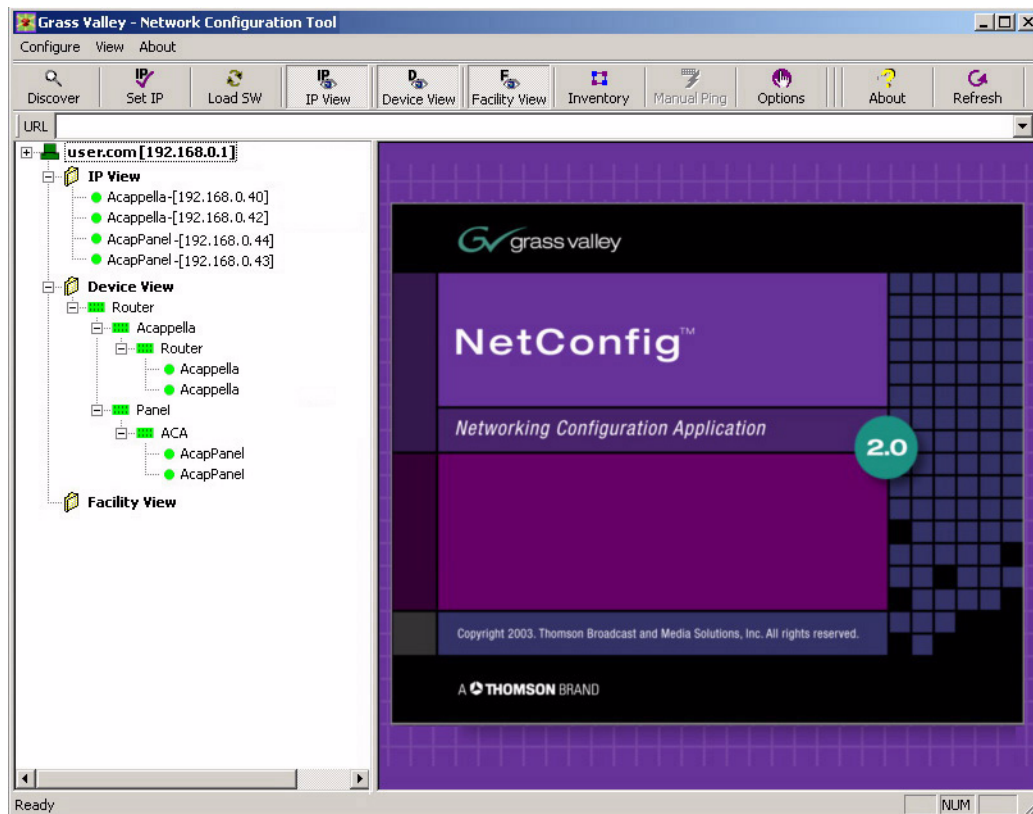 Grass Valley - Network Configuration Tool
Configure View About
Discover Set IP Load SW IP View Device View Facility View Inventory Manual Ping Options About Refresh
URL
user.com [192.168.0.1]
IP View
Acappella-[192.168.0.40]
Acappella-[192.168.0.42]
AcapPanel-[192.168.0.44]
AcapPanel-[192.168.0.43]
Device View
Router
Acappella
Router
Acappella
Acappella
Panel
ACA
AcapPanel
AcapPanel
Facility View
GV grass valley
NetConfig™
Networking Configuration Application
2.0
Copyright 2003. Thomson Broadcast and Media Solutions, Inc. All rights reserved.
A THOMSON BRAND
Ready NUM